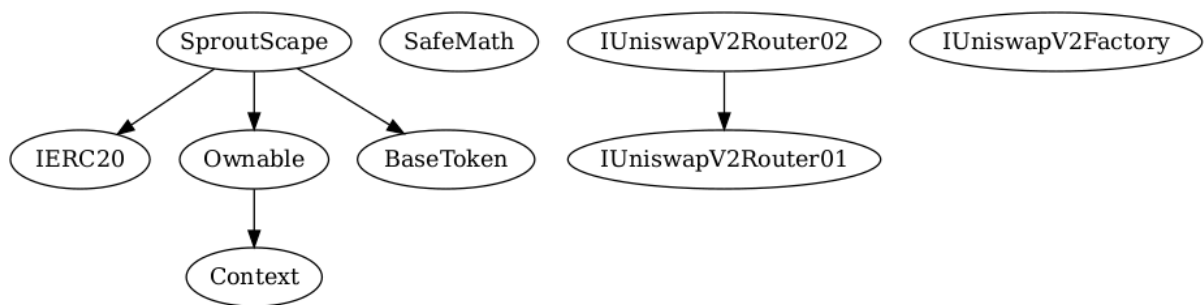 SproutScape
SafeMath
IUniswapV2Router02
IUniswapV2Factory
IERC20
Ownable
BaseToken
IUniswapV2Router01
Context